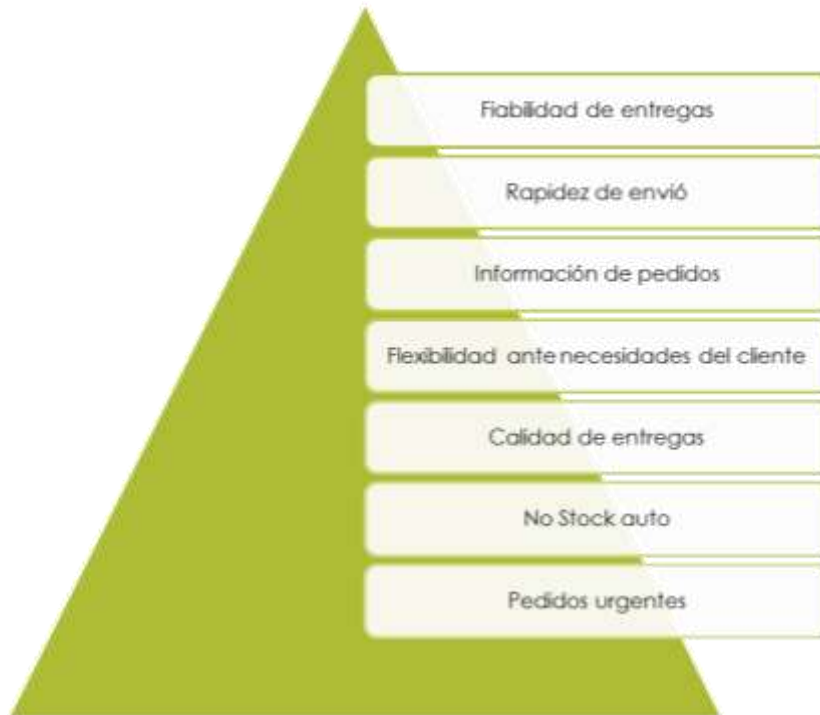 Fiabilidad de entregas
Rapidez de envió
Información de pedidos
Flexibilidad ante necesidades del cliente
Calidad de entregas
No Stock auto
Pedidos urgentes